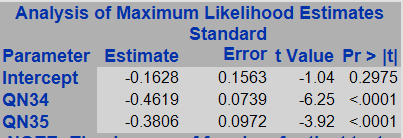 Analysis of Maximum Likelihood Estimates
Standard
Parameter Estimate Error t Value Pr > |t|
Intercept -0.1628 0.1563 -1.04 0.2975
QN34 -0.4619 0.0739 -6.25 <.0001
QN35 -0.3806 0.0972 -3.92 <.0001